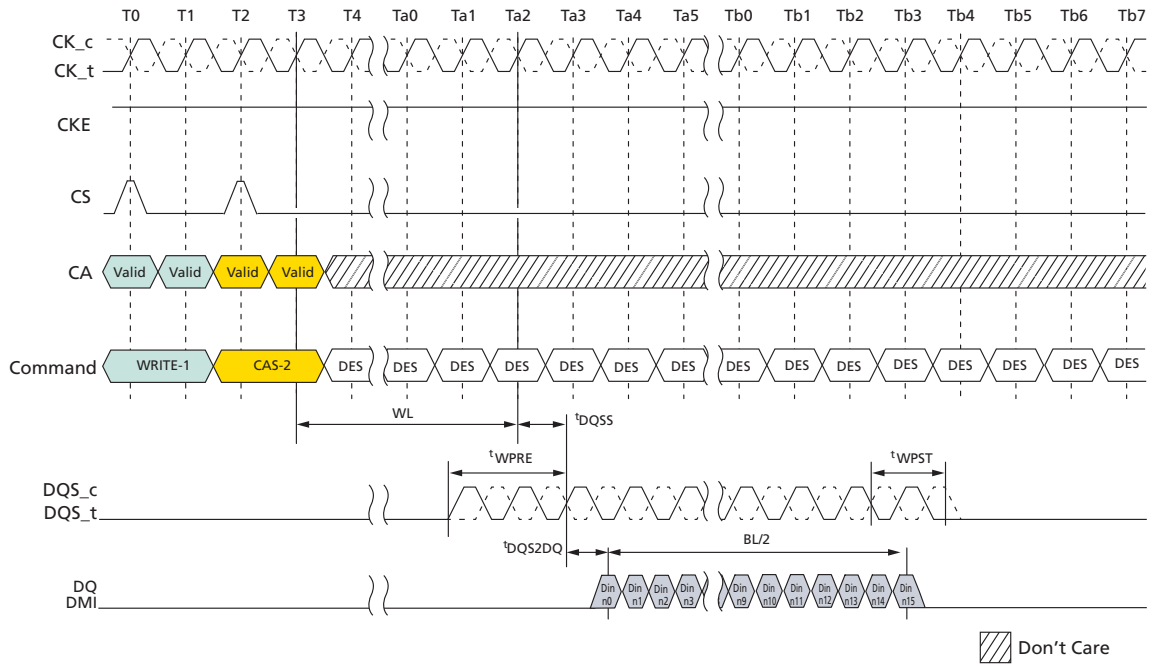 T0 T1 T2 T3 T4 Ta0 Ta1 Ta2 Ta3 Ta4 Ta5 Tb0 Tb1 Tb2 Tb3 Tb4 Tb5 Tb6 Tb7
CK_c
CK_t
CKE
CS
CA Valid Valid Valid Valid
Command WRITE-1 CAS-2 DES DES DES DES DES DES DES DES DES DES DES DES DES DES DES
WL tDQSS
tWPRE tWPST
DQS_c
DQS_t
tDQS2DQ BL/2
DQ
DMI
Din n0 Din n1 Din n2 Din n3 Din n9 Din n10 Din n11 Din n12 Din n13 Din n14 Din n15
Don't Care